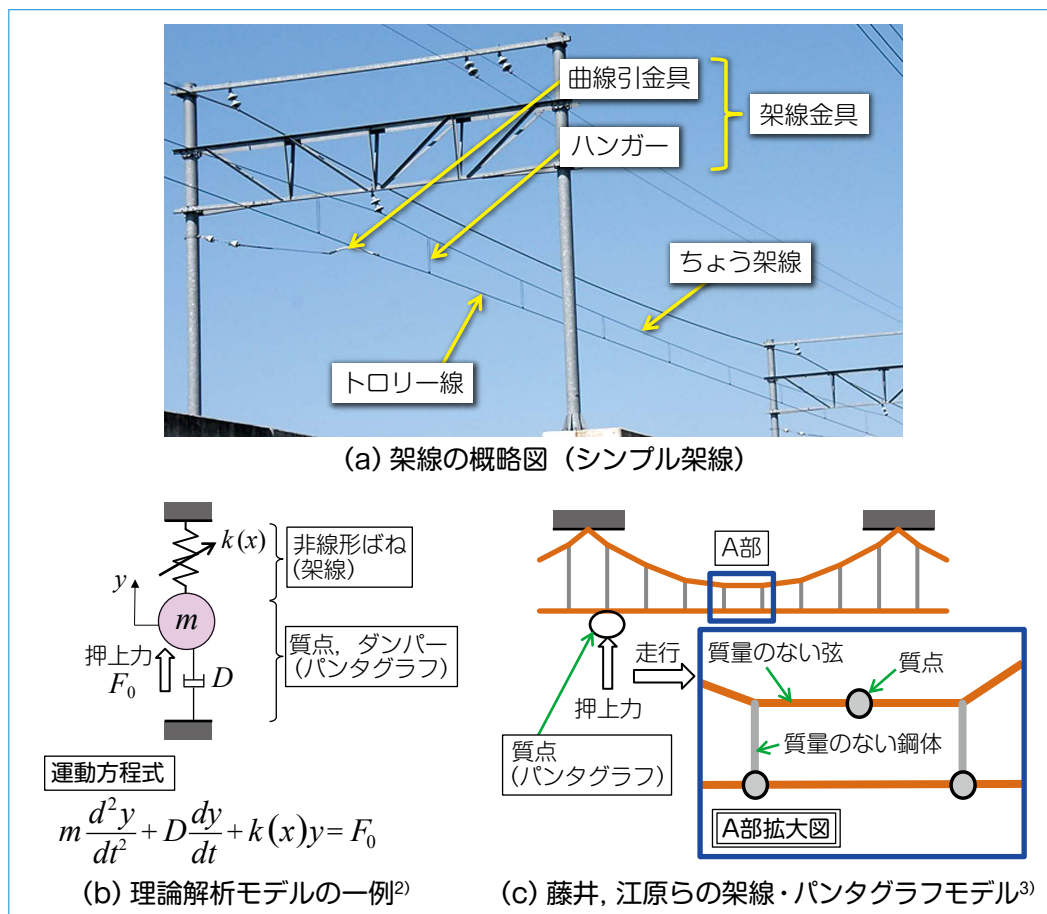 曲線引金具
架線金具
ハンガー
ちょう架線
トロリー線
(a) 架線の概略図（シンプル架線）
k(x)
非線形ばね
(架線)
y
m
質点，ダンパー
(パンタグラフ)
押上力
F₀
D
運動方程式
m d²y/dt² + D dy/dt + k(x)y = F₀
(b) 理論解析モデルの一例²⁾
A部
走行
押上力
質点
(パンタグラフ)
質量のない弦
質点
質量のない鋼体
A部拡大図
(c) 藤井, 江原らの架線・パンタグラフモデル³⁾